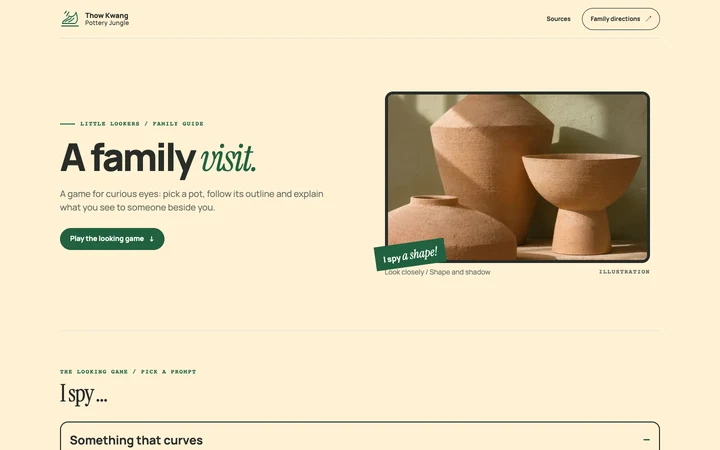 Thow Kwang
Pottery Jungle
Sources
Family directions ↗
LITTLE LOOKERS / FAMILY GUIDE
A family visit.
A game for curious eyes: pick a pot, follow its outline and explain
what you see to someone beside you.
Play the looking game ↓
I spy a shape!
Look closely / Shape and shadow
ILLUSTRATION
THE LOOKING GAME / PICK A PROMPT
I spy...
Something that curves